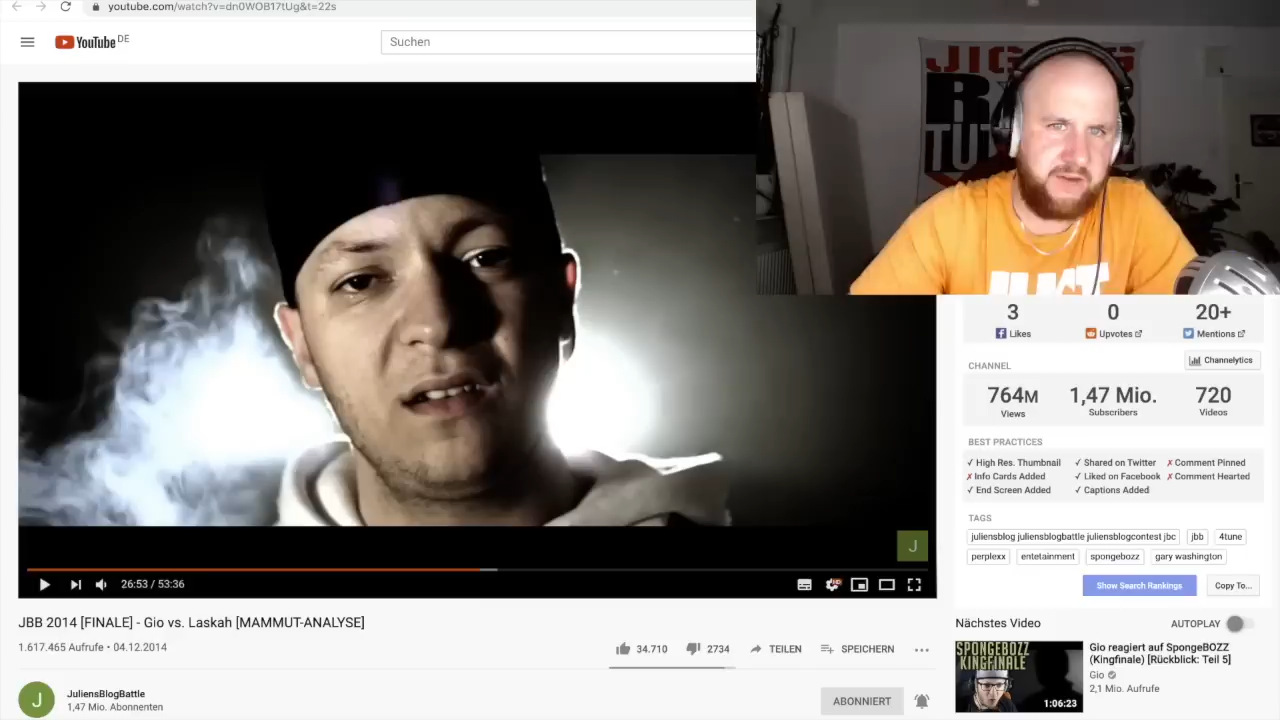 youtube.com/watch?v=dn0WOB17tUg&t=22s
YouTube DE
Suchen
3
0
20+
Likes
Upvotes
Mentions
CHANNEL
Channelytics
764M
1,47 Mio.
720
Views
Subscribers
Videos
BEST PRACTICES
✓ High Res. Thumbnail
✓ Shared on Twitter
✗ Comment Pinned
✗ Info Cards Added
✓ Liked on Facebook
✗ Comment Hearted
✓ End Screen Added
✓ Captions Added
TAGS
juliensblog juliensblogbattle juliensblogcontest jbc
jbb
4tune
perplexx
entetainment
spongebozz
gary washington
Show Search Rankings
Copy To...
J
26:53 / 53:36
JBB 2014 [FINALE] - Gio vs. Laskah [MAMMUT-ANALYSE]
1.617.465 Aufrufe • 04.12.2014
34.710
2734
TEILEN
SPEICHERN
J
JuliensBlogBattle
1,47 Mio. Abonnenten
ABONNIERT
Nächstes Video
AUTOPLAY
SPONGEBOZZ
KINGFINALE
1:06:23
Gio reagiert auf SpongeBOZZ
(Kingfinale) [Rückblick: Teil 5]
Gio
2,1 Mio. Aufrufe